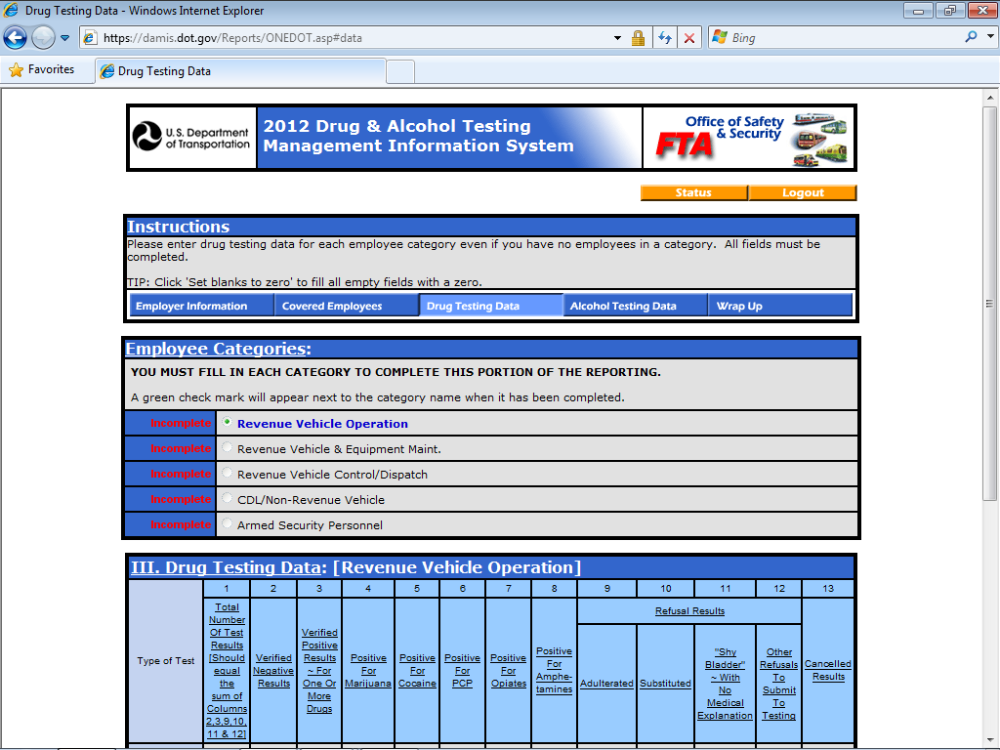 Drug Testing Data - Windows Internet Explorer
https://damis.dot.gov/Reports/ONEDOT.asp#data
Bing
Favorites
Drug Testing Data
U.S. Department
of Transportation
2012 Drug & Alcohol Testing
Management Information System
Office of Safety
& Security
FTA
Status
Logout
Instructions
Please enter drug testing data for each employee category even if you have no employees in a category.  All fields must be
completed.
TIP: Click 'Set blanks to zero' to fill all empty fields with a zero.
Employer Information
Covered Employees
Drug Testing Data
Alcohol Testing Data
Wrap Up
Employee Categories:
YOU MUST FILL IN EACH CATEGORY TO COMPLETE THIS PORTION OF THE REPORTING.
A green check mark will appear next to the category name when it has been completed.
Incomplete Revenue Vehicle Operation
Incomplete Revenue Vehicle & Equipment Maint.
Incomplete Revenue Vehicle Control/Dispatch
Incomplete CDL/Non-Revenue Vehicle
Incomplete Armed Security Personnel
III. Drug Testing Data: [Revenue Vehicle Operation]
1 2 3 4 5 6 7 8 9 10 11 12 13
Type of Test
Total
Number
Of Test
Results
[Should
equal
the
sum of
Columns
2,3,9,10,
11 & 12]
Verified
Negative
Results
Verified
Positive
Results
~ For
One Or
More
Drugs
Positive
For
Marijuana
Positive
For
Cocaine
Positive
For
PCP
Positive
For
Opiates
Positive
For
Amphe-
tamines
Refusal Results
Adulterated
Substituted
"Shy
Bladder"
~ With
No
Medical
Explanation
Other
Refusals
To
Submit
To
Testing
Cancelled
Results